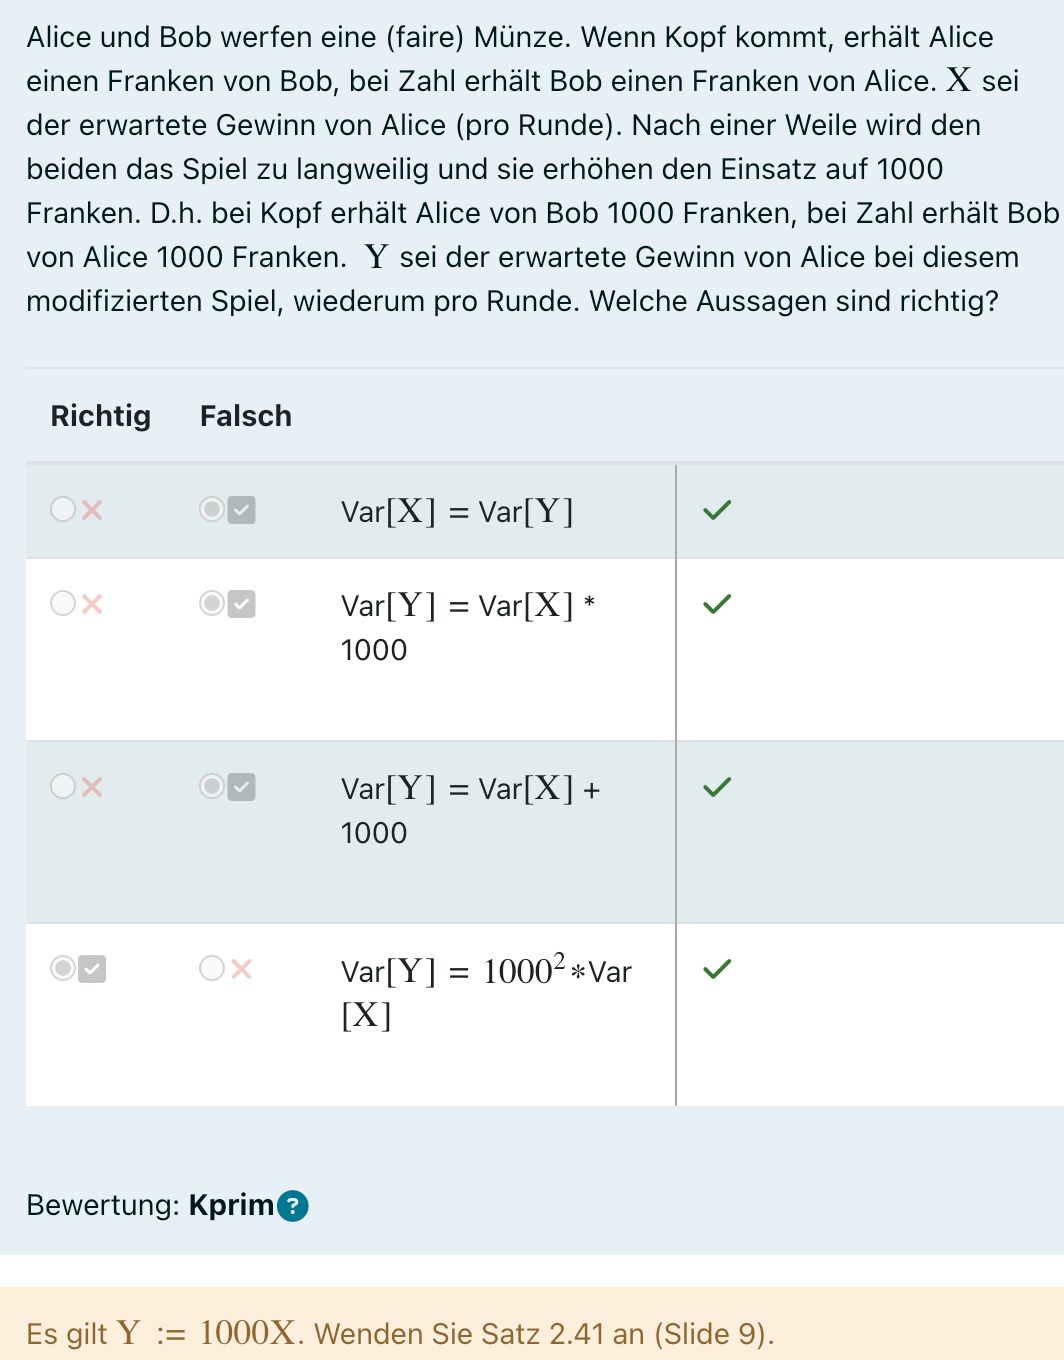 Alice und Bob werfen eine (faire) Münze. Wenn Kopf kommt, erhält Alice
einen Franken von Bob, bei Zahl erhält Bob einen Franken von Alice. X sei
der erwartete Gewinn von Alice (pro Runde). Nach einer Weile wird den
beiden das Spiel zu langweilig und sie erhöhen den Einsatz auf 1000
Franken. D.h. bei Kopf erhält Alice von Bob 1000 Franken, bei Zahl erhält Bob
von Alice 1000 Franken. Y sei der erwartete Gewinn von Alice bei diesem
modifizierten Spiel, wiederum pro Runde. Welche Aussagen sind richtig?
Richtig Falsch
Var[X] = Var[Y]
Var[Y] = Var[X] *
1000
Var[Y] = Var[X] +
1000
Var[Y] = 1000² *Var
[X]
Bewertung: Kprim ?
Es gilt Y := 1000X. Wenden Sie Satz 2.41 an (Slide 9).